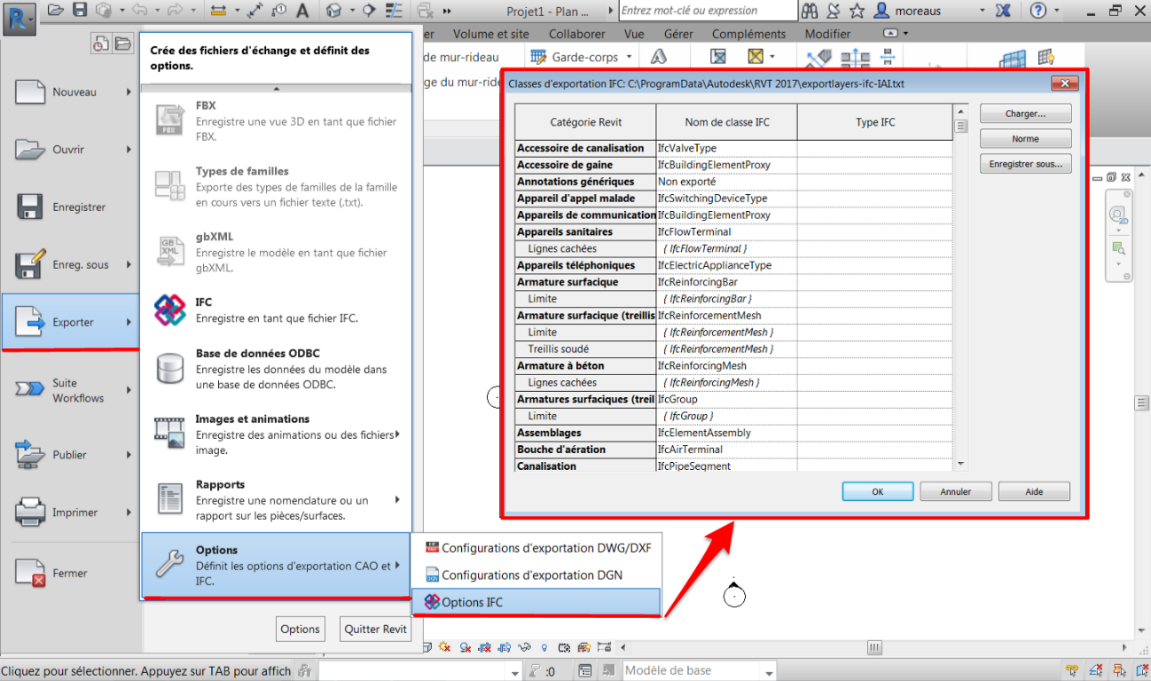 Projet1 - Plan ...
Entrez mot-clé ou expression
moreaus
er Volume et site Collaborer Vue Gérer Compléments Modifier
de mur-rideau
Garde-corps
ge du mur-ride
Crée des fichiers d'échange et définit des
options.
Nouveau
Ouvrir
Enregistrer
Enreg. sous
Exporter
Suite
Workflows
Publier
Imprimer
Fermer
FBX
Enregistre une vue 3D en tant que fichier
FBX.
Types de familles
Exporte des types de familles de la famille
en cours vers un fichier texte (.txt).
gbXML
Enregistre le modèle en tant que fichier
gbXML.
IFC
Enregistre en tant que fichier IFC.
Base de données ODBC
Enregistre les données du modèle dans
une base de données ODBC.
Images et animations
Enregistre des animations ou des fichiers
image.
Rapports
Enregistre une nomenclature ou un
rapport sur les pièces/surfaces.
Options
Définit les options d'exportation CAO et
IFC.
Options
Quitter Revit
Configurations d'exportation DWG/DXF
Configurations d'exportation DGN
Options IFC
Classes d'exportation IFC: C:\ProgramData\Autodesk\RVT 2017\exportlayers-ifc-IAI.txt
Catégorie Revit Nom de classe IFC Type IFC
Accessoire de canalisation IfcValveType
Accessoire de gaine IfcBuildingElementProxy
Annotations génériques Non exporté
Appareil d'appel malade IfcSwitchingDeviceType
Appareils de communication IfcBuildingElementProxy
Appareils sanitaires IfcFlowTerminal
Lignes cachées { IfcFlowTerminal }
Appareils téléphoniques IfcElectricApplianceType
Armature surfacique IfcReinforcingBar
Limite { IfcReinforcingBar }
Armature surfacique (treillis IfcReinforcementMesh
Limite { IfcReinforcementMesh }
Treillis soudé { IfcReinforcementMesh }
Armature à béton IfcReinforcingMesh
Lignes cachées { IfcReinforcingMesh }
Armatures surfaciques (treil IfcGroup
Limite { IfcGroup }
Assemblages IfcElementAssembly
Bouche d'aération IfcAirTerminal
Canalisation IfcPipeSegment
Charger...
Norme
Enregistrer sous...
OK
Annuler
Aide
Cliquez pour sélectionner. Appuyez sur TAB pour affich
:0
Modèle de base